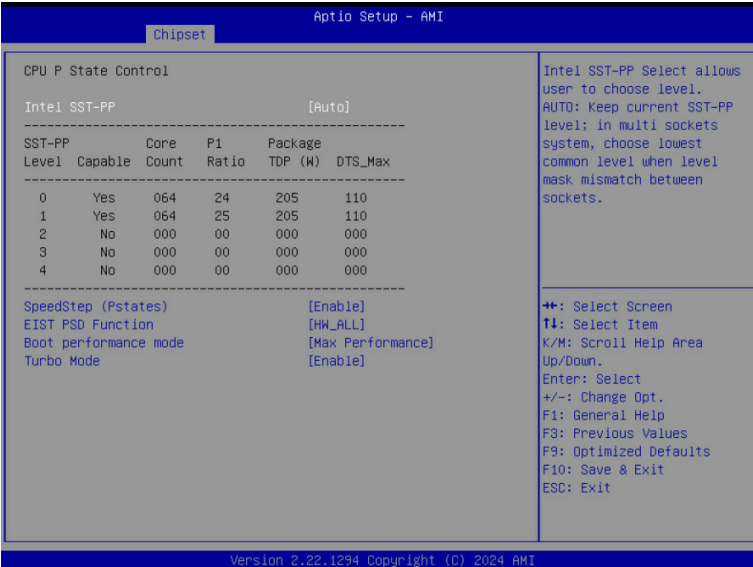 Aptio Setup – AMI
Chipset
CPU P State Control
Intel SST-PP [Auto]
--------------------------------------------------
SST-PP Core P1 Package
Level Capable Count Ratio TDP (W) DTS_Max
--------------------------------------------------
0 Yes 064 24 205 110
1 Yes 064 25 205 110
2 No 000 00 000 000
3 No 000 00 000 000
4 No 000 00 000 000
--------------------------------------------------
SpeedStep (Pstates) [Enable]
EIST PSD Function [HW_ALL]
Boot performance mode [Max Performance]
Turbo Mode [Enable]
Intel SST-PP Select allows
user to choose level.
AUTO: Keep current SST-PP
level; in multi sockets
system, choose lowest
common level when level
mask mismatch between
sockets.
→←: Select Screen
↑↓: Select Item
K/M: Scroll Help Area
Up/Down.
Enter: Select
+/-: Change Opt.
F1: General Help
F3: Previous Values
F9: Optimized Defaults
F10: Save & Exit
ESC: Exit
Version 2.22.1294 Copyright (C) 2024 AMI